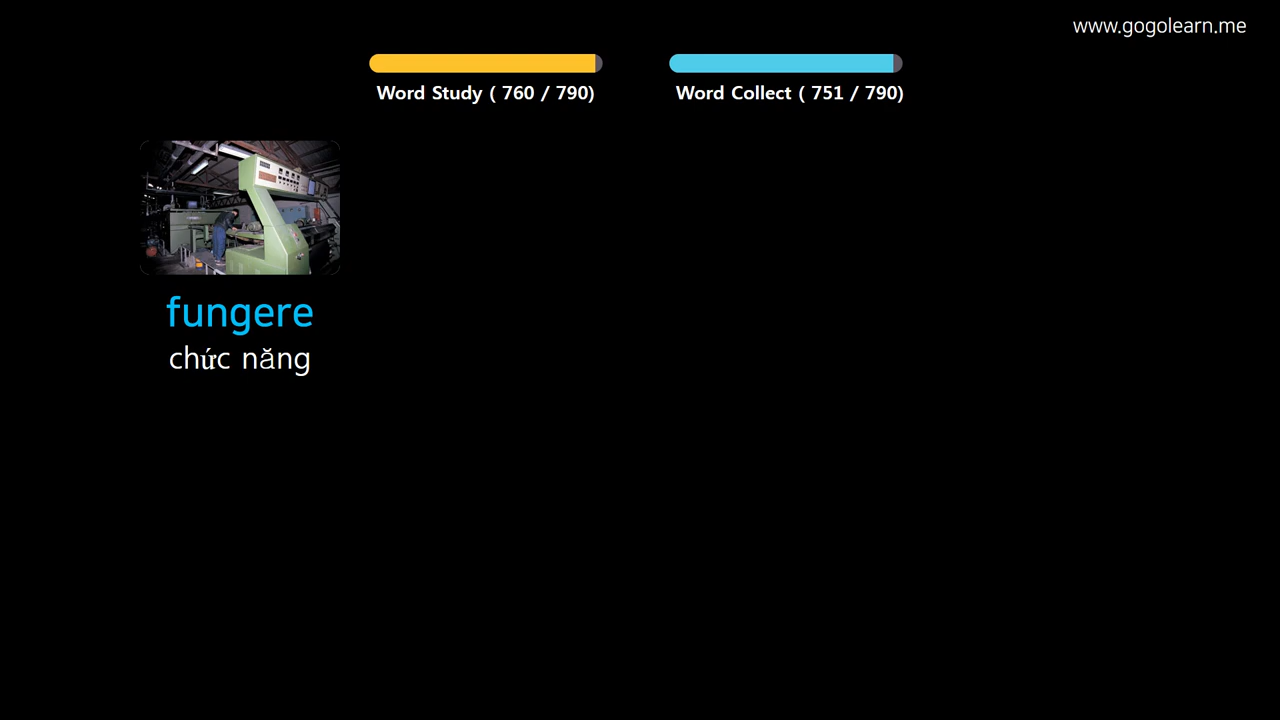 www.gogolearn.me
Word Study ( 760 / 790)
Word Collect ( 751 / 790)
fungere
chức năng